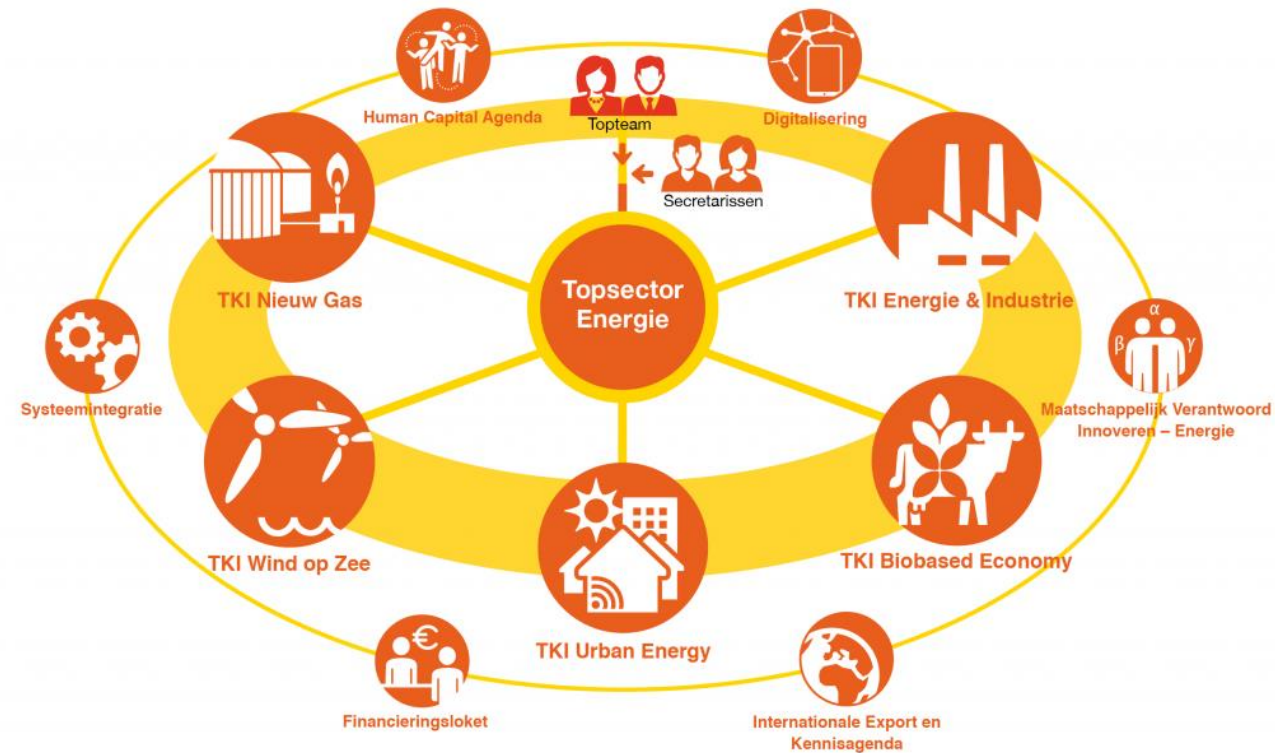 Human Capital Agenda
Topteam
Digitalisering
Secretarissen
TKI Nieuw Gas
Topsector
Energie
TKI Energie & Industrie
α
β γ
Systeemintegratie
Maatschappelijk Verantwoord
Innoveren – Energie
TKI Wind op Zee
TKI Biobased Economy
TKI Urban Energy
€
Financieringsloket
Internationale Export en
Kennisagenda